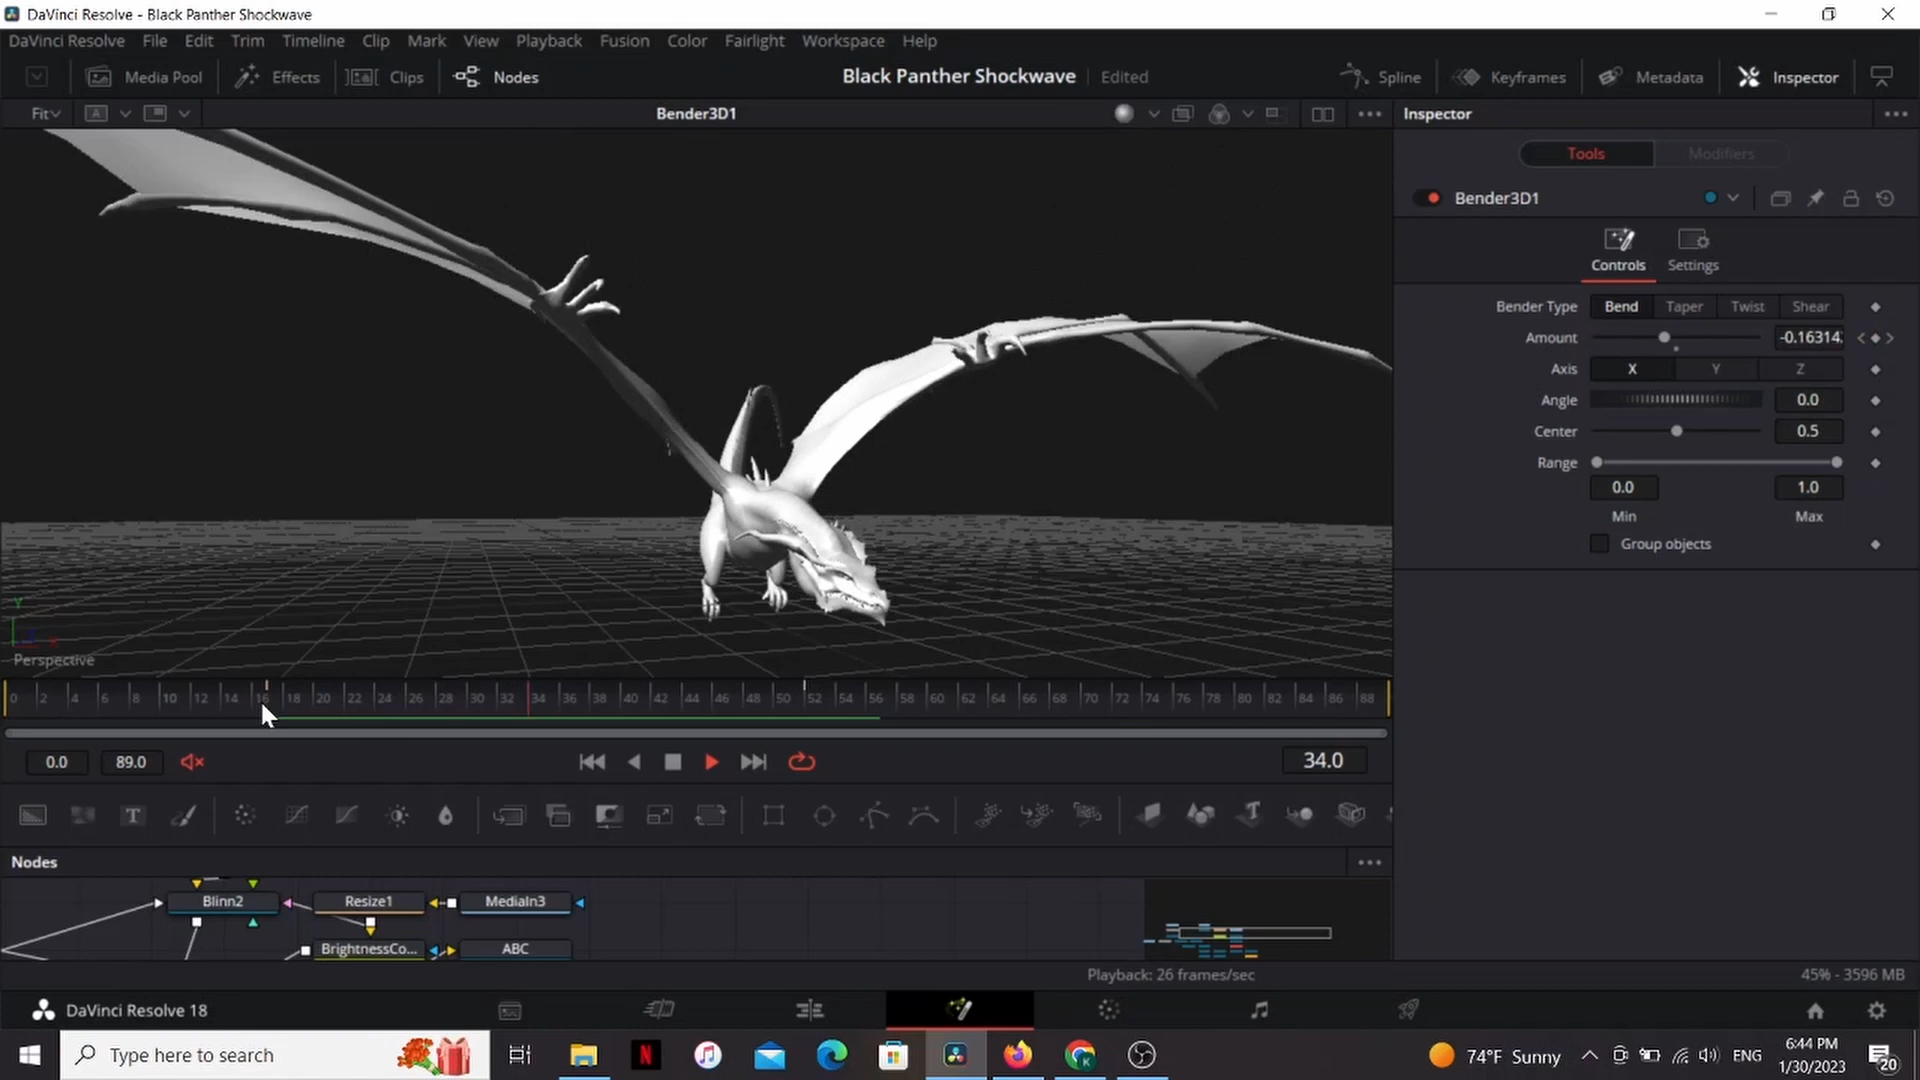 DaVinci Resolve - Black Panther Shockwave
DaVinci Resolve File Edit Trim Timeline Clip Mark View Playback Fusion Color Fairlight Workspace Help
Media Pool Effects Clips Nodes Black Panther Shockwave Edited Spline Keyframes Metadata Inspector
Fit A Bender3D1 Inspector
Tools Modifiers
Bender3D1
Controls Settings
Bender Type Bend Taper Twist Shear
Amount -0.16314
Axis X Y Z
Angle 0.0
Center 0.5
Range
0.0 1.0
Min Max
Group objects
Y
X
Perspective
0 2 4 6 8 10 12 14 16 18 20 22 24 26 28 30 32 34 36 38 40 42 44 46 48 50 52 54 56 58 60 62 64 66 68 70 72 74 76 78 80 82 84 86 88
0.0 89.0 34.0
T T
Nodes
Blinn2 Resize1 MediaIn3
BrightnessCo... ABC
Playback: 26 frames/sec 45% - 3596 MB
DaVinci Resolve 18
Type here to search N K 74°F Sunny ENG 6:44 PM
1/30/2023 20